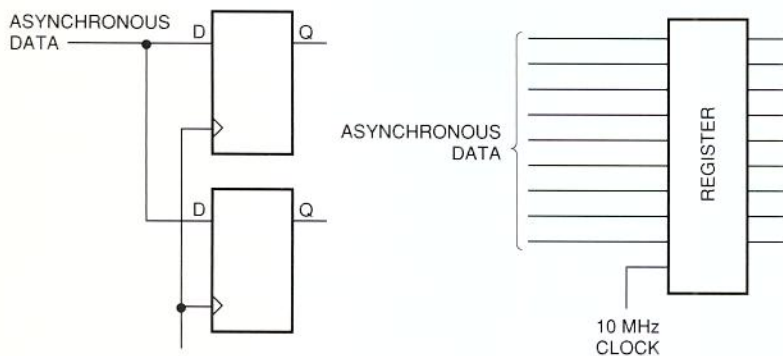 ASYNCHRONOUS
DATA
D
Q
D
Q
ASYNCHRONOUS
DATA
REGISTER
10 MHz
CLOCK